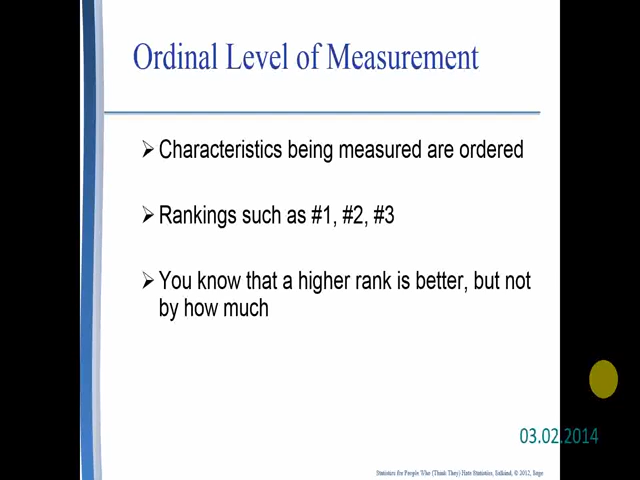 Ordinal Level of Measurement
Characteristics being measured are ordered
Rankings such as #1, #2, #3
You know that a higher rank is better, but not
by how much
03.02.2014
Statistics for People Who (Think They) Hate Statistics, Salkind, © 2012, Sage